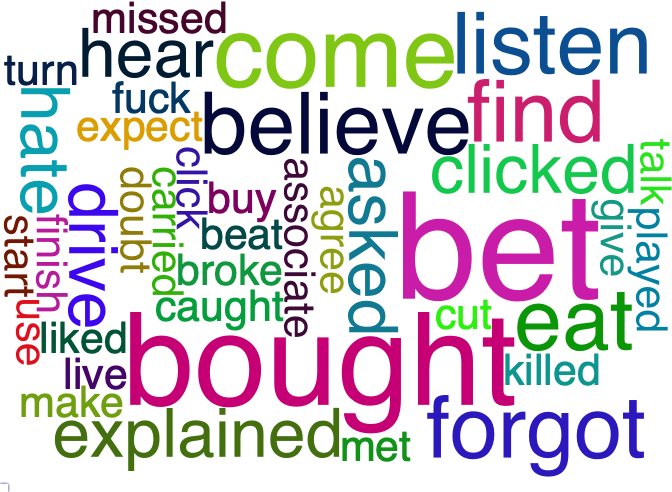 missed
hear
come
listen
turn
fuck
expect
believe
find
hate
click
clicked
talk
drive
doubt
carried
buy
associate
agree
asked
bet
give
played
start
finish
beat
broke
caught
cut
eat
use
liked
bought
live
killed
make
explained
met
forgot